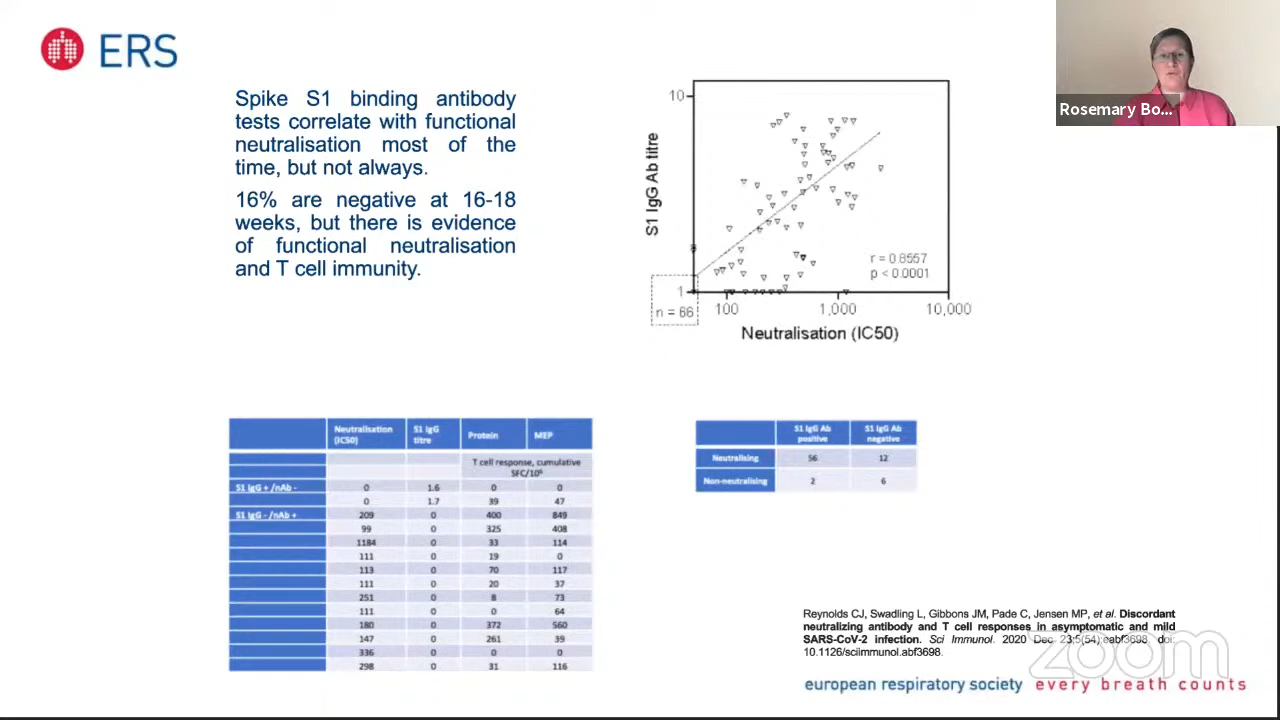 ERS
Rosemary Bo...
Spike S1 binding antibody
tests correlate with functional
neutralisation most of the
time, but not always.
16% are negative at 16-18
weeks, but there is evidence
of functional neutralisation
and T cell immunity.
S1 IgG Ab titre
10
1
n = 66
r = 0.8557
p < 0.0001
100 1,000 10,000
Neutralisation (IC50)
Neutralisation (IC50) S1 IgG titre Protein MEP
T cell response, cumulative
SFC/10⁶
S1 IgG + /nAb - 0 1.6 0 0
0 1.7 39 47
S1 IgG - /nAb + 209 0 400 849
99 0 325 408
1184 0 33 114
111 0 19 0
113 0 70 117
111 0 20 37
251 0 8 73
111 0 0 64
180 0 372 560
147 0 261 39
336 0 0 0
298 0 31 116
S1 IgG Ab positive S1 IgG Ab negative
Neutralising 56 12
Non-neutralising 2 6
Reynolds CJ, Swadling L, Gibbons JM, Pade C, Jensen MP, et al. Discordant
neutralizing antibody and T cell responses in asymptomatic and mild
SARS-CoV-2 infection. Sci Immunol. 2020 Dec 23;5(54):eabf3698. doi:
10.1126/sciimmunol.abf3698.
zoom
european respiratory society every breath counts